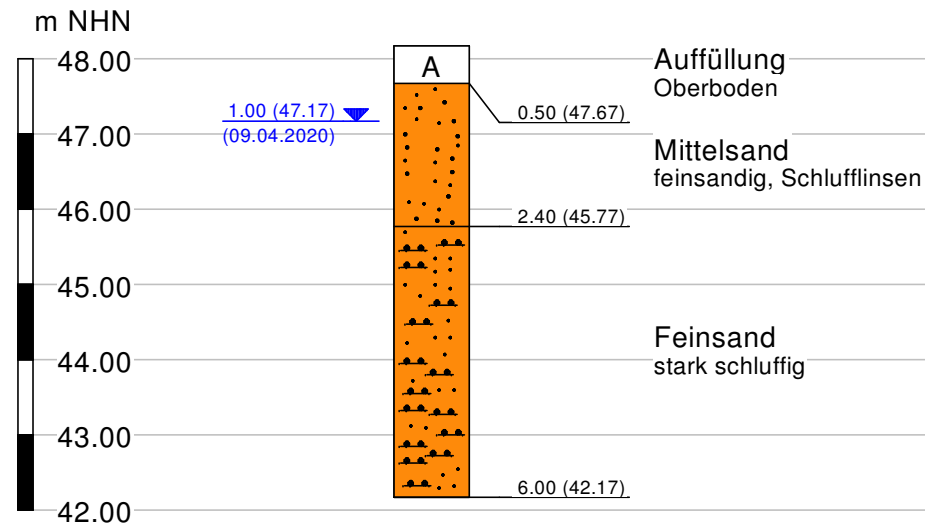 m NHN
48.00
A
Auffüllung
Oberboden
1.00 (47.17)
0.50 (47.67)
47.00
(09.04.2020)
Mittelsand
feinsandig, Schlufflinsen
46.00
2.40 (45.77)
45.00
Feinsand
44.00
stark schluffig
43.00
6.00 (42.17)
42.00